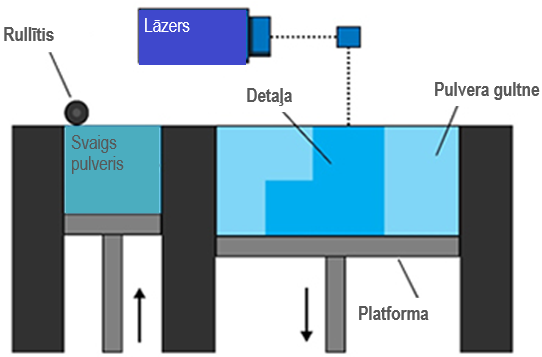 Lāzers
Rullītis
Detaļa
Pulvera gultne
Svaigs
pulveris
Platforma